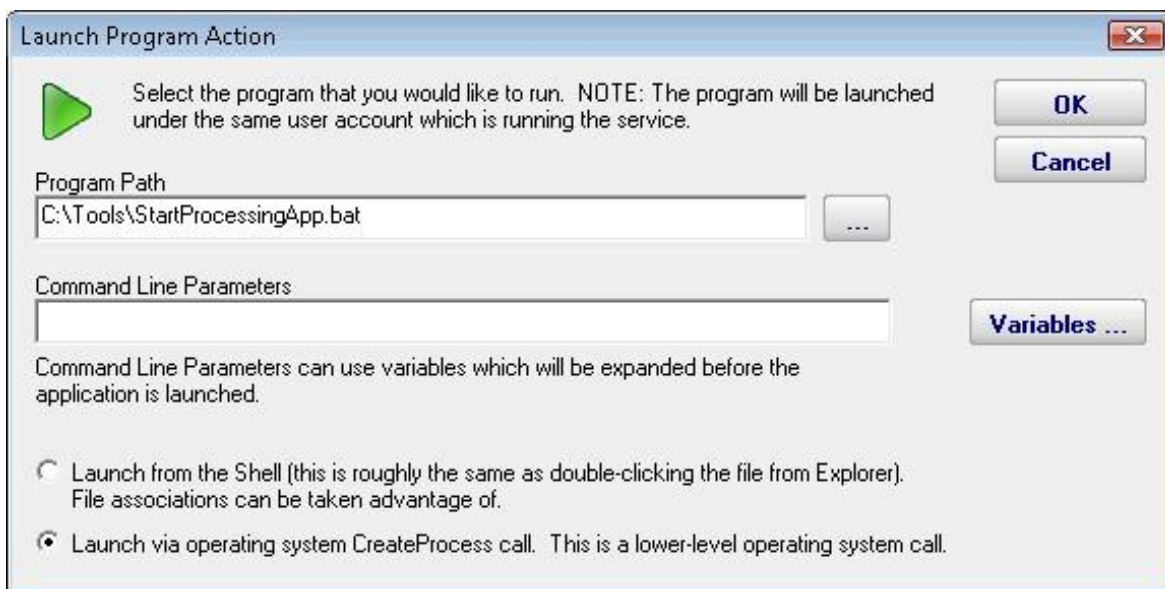 Launch Program Action
Select the program that you would like to run.  NOTE: The program will be launched
under the same user account which is running the service.
OK
Cancel
Program Path
C:\Tools\StartProcessingApp.bat
...
Command Line Parameters
Variables ...
Command Line Parameters can use variables which will be expanded before the
application is launched.
Launch from the Shell (this is roughly the same as double-clicking the file from Explorer).
File associations can be taken advantage of.
Launch via operating system CreateProcess call.  This is a lower-level operating system call.